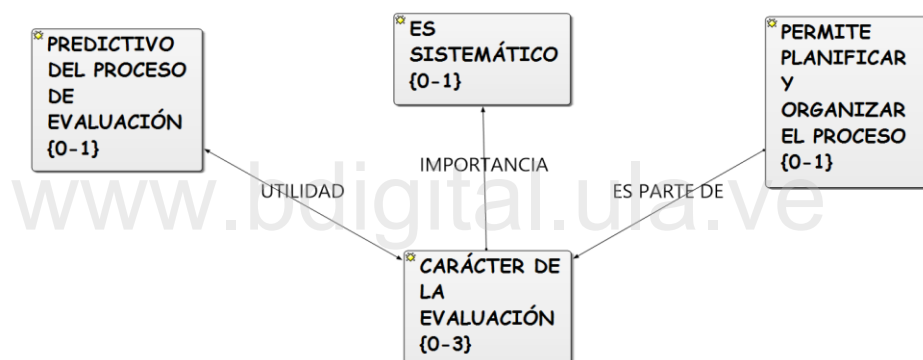 PREDICTIVO
DEL PROCESO
DE
EVALUACIÓN
{0-1}
ES
SISTEMÁTICO
{0-1}
PERMITE
PLANIFICAR
Y
ORGANIZAR
EL PROCESO
{0-1}
UTILIDAD
IMPORTANCIA
ES PARTE DE
www.bdigital.ula.ve
CARÁCTER DE
LA
EVALUACIÓN
{0-3}